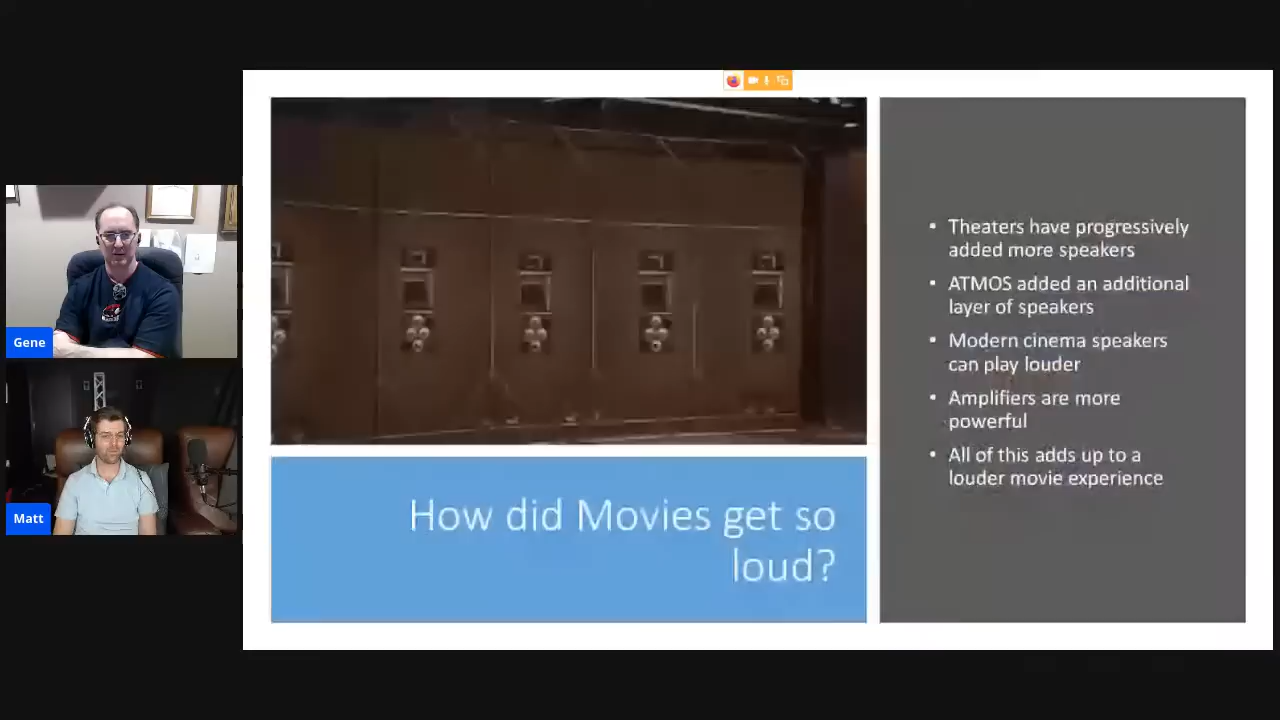 Gene
Matt
How did Movies get so
loud?
• Theaters have progressively
added more speakers
• ATMOS added an additional
layer of speakers
• Modern cinema speakers
can play louder
• Amplifiers are more
powerful
• All of this adds up to a
louder movie experience